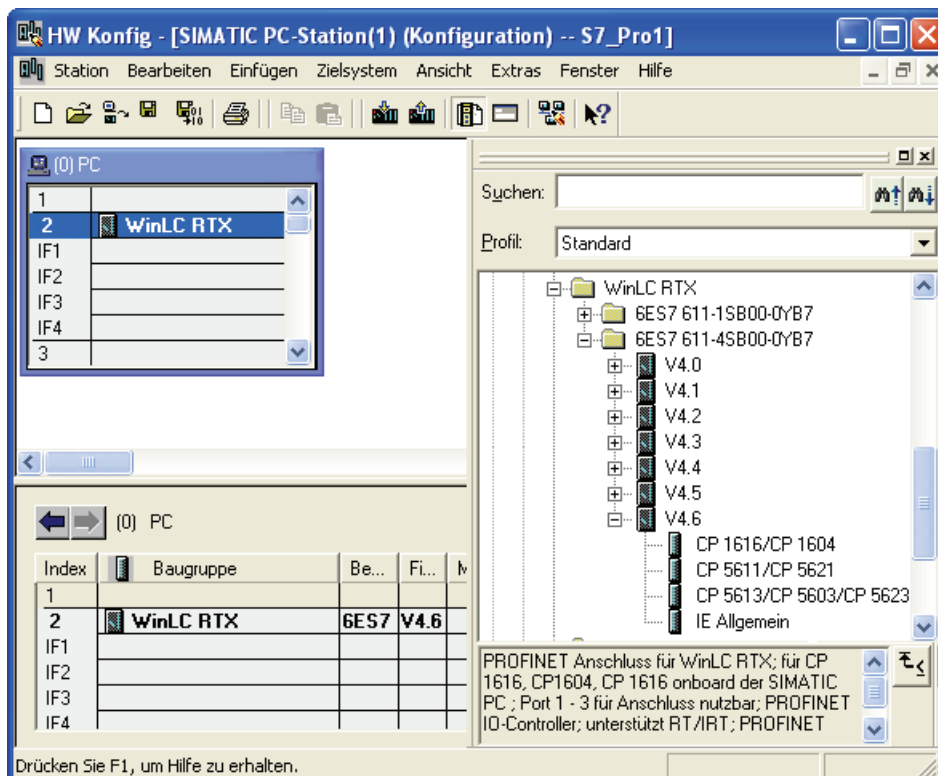 HW Konfig - [SIMATIC PC-Station(1) (Konfiguration) -- S7_Pro1]
Station Bearbeiten Einfügen Zielsystem Ansicht Extras Fenster Hilfe
(0) PC
1
2 WinLC RTX
IF1
IF2
IF3
IF4
3
Suchen:
Profil: Standard
WinLC RTX
6ES7 611-1SB00-0YB7
6ES7 611-4SB00-0YB7
V4.0
V4.1
V4.2
V4.3
V4.4
V4.5
V4.6
CP 1616/CP 1604
CP 5611/CP 5621
CP 5613/CP 5603/CP 5623
IE Allgemein
PROFINET Anschluss für WinLC RTX; für CP
1616, CP1604, CP 1616 onboard der SIMATIC
PC ; Port 1 - 3 für Anschluss nutzbar; PROFINET
IO-Controller; unterstützt RT/IRT; PROFINET
(0) PC
Index Baugruppe Be... Fi...
1
2 WinLC RTX 6ES7 V4.6
IF1
IF2
IF3
IF4
Drücken Sie F1, um Hilfe zu erhalten.